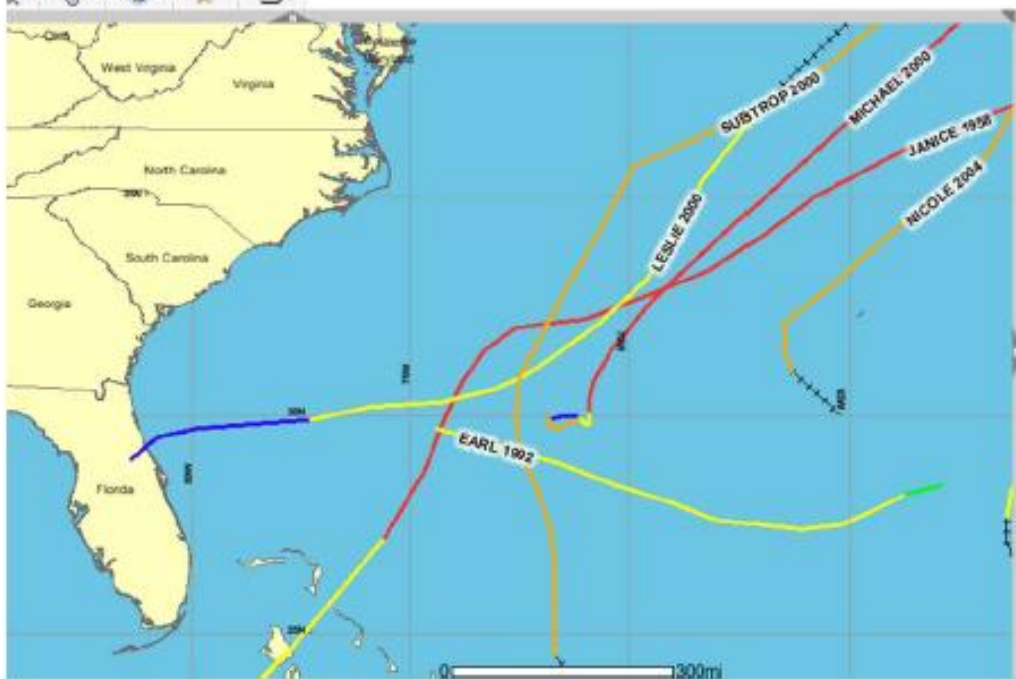 West Virginia
Virginia
North Carolina
South Carolina
Georgia
Florida
SUBTROP 2000
MICHAEL 2000
JANICE 1958
LESLIE 2000
NICOLE 2004
EARL 1992
75W
30N
80W
25N
0
300mi